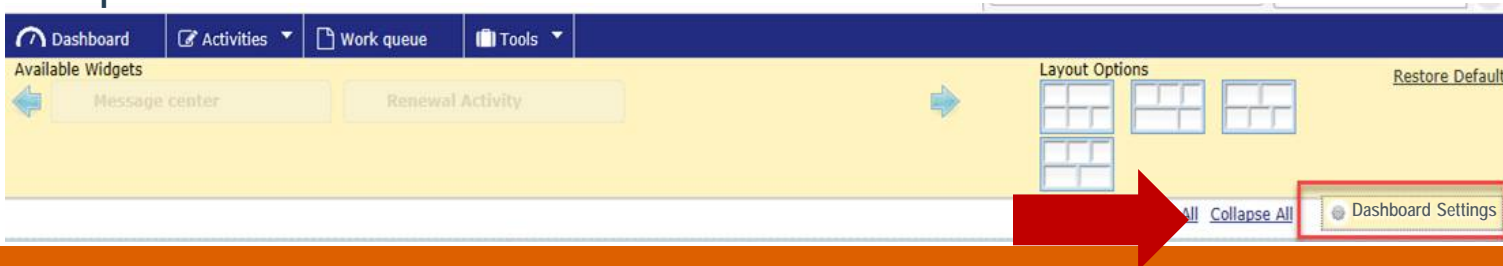 Dashboard Activities Work queue Tools
Available Widgets Layout Options Restore Default
Message center Renewal Activity
All Collapse All Dashboard Settings